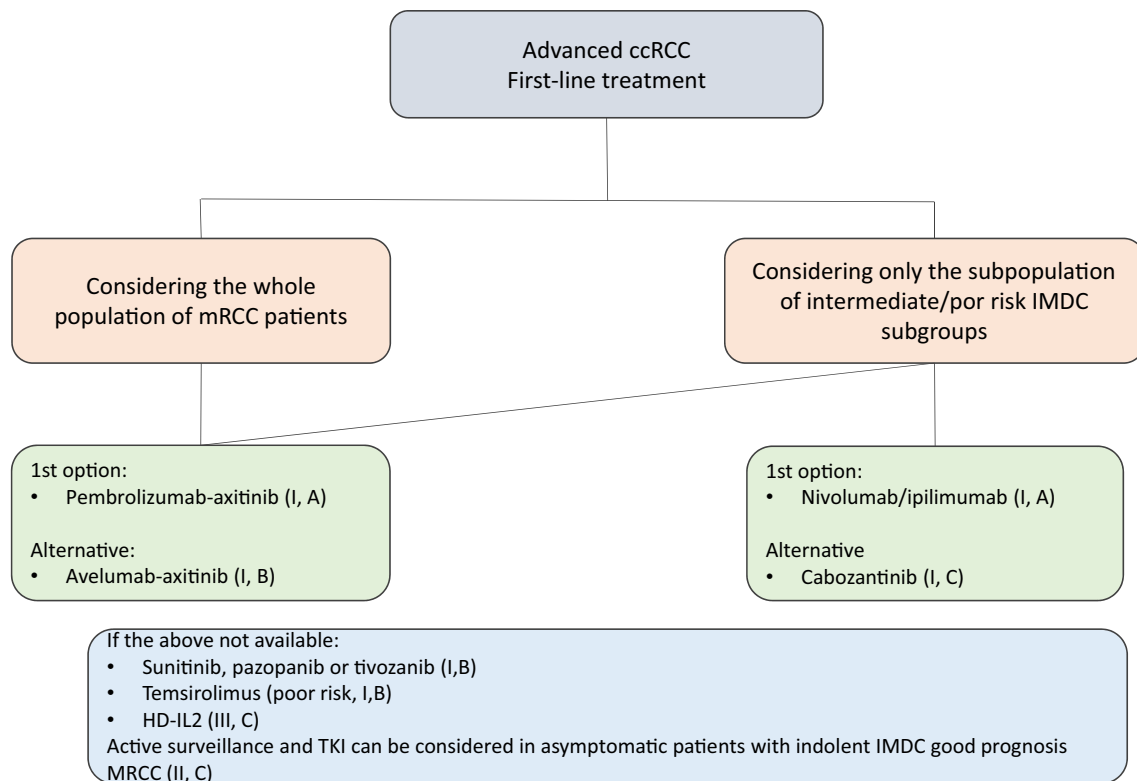 Advanced ccRCC
First-line treatment
Considering the whole
population of mRCC patients
Considering only the subpopulation
of intermediate/por risk IMDC
subgroups
1st option:
• Pembrolizumab-axitinib (I, A)
Alternative:
• Avelumab-axitinib (I, B)
1st option:
• Nivolumab/ipilimumab (I, A)
Alternative
• Cabozantinib (I, C)
If the above not available:
• Sunitinib, pazopanib or tivozanib (I,B)
• Temsirolimus (poor risk, I,B)
• HD-IL2 (III, C)
Active surveillance and TKI can be considered in asymptomatic patients with indolent IMDC good prognosis
MRCC (II, C)